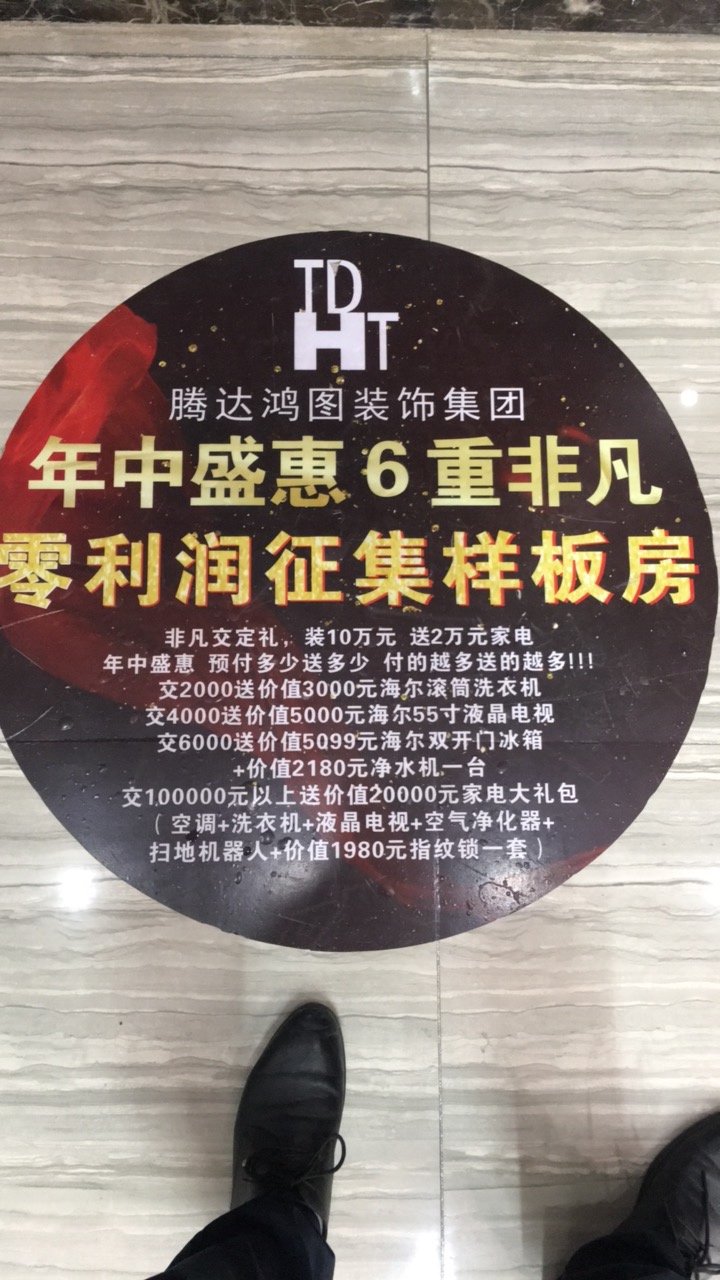 TD
HT
腾达鸿图装饰集团
年中盛惠6重非凡
零利润征集样板房
非凡交定礼，装10万元 送2万元家电
年中盛惠 预付多少送多少 付的越多送的越多!!!
交2000送价值3000元海尔滚筒洗衣机
交4000送价值5000元海尔55寸液晶电视
交6000送价值5099元海尔双开门冰箱
+价值2180元净水机一台
交100000元以上送价值20000元家电大礼包
（空调+洗衣机+液晶电视+空气净化器+
扫地机器人+价值1980元指纹锁一套）